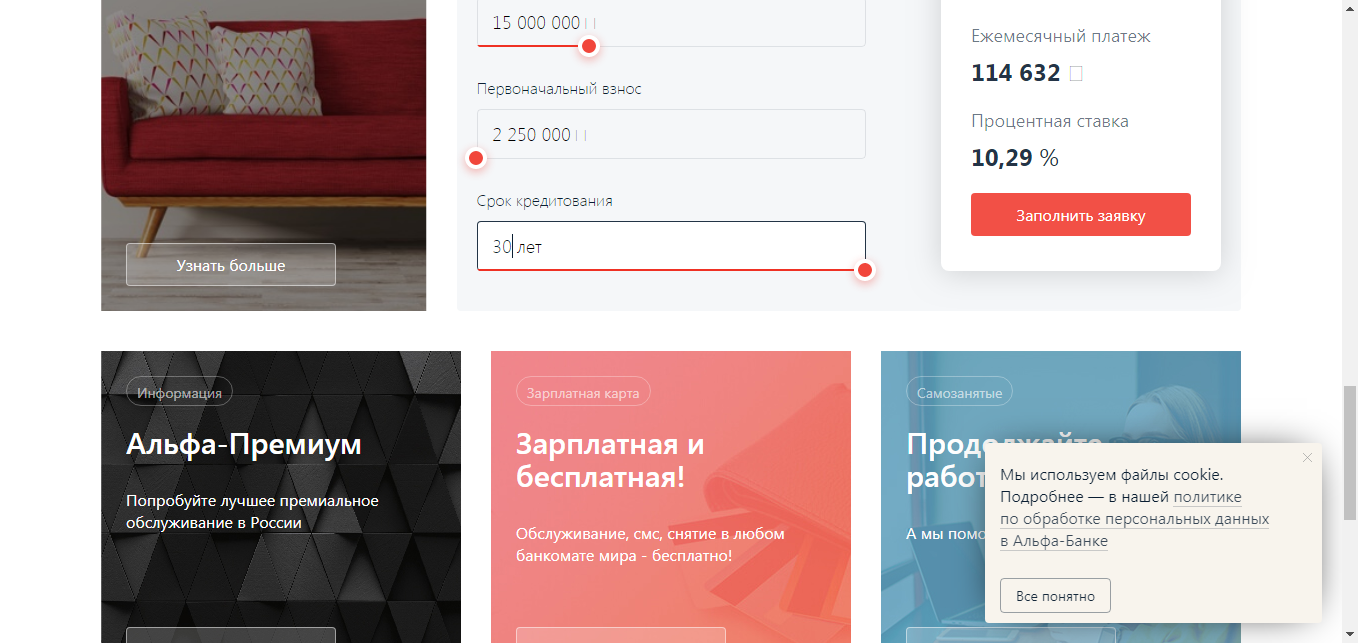 15 000 000
Ежемесячный платеж
114 632
Первоначальный взнос
2 250 000
Процентная ставка
10,29 %
Срок кредитования
30 лет
Заполнить заявку
Узнать больше
Информация
Альфа-Премиум
Попробуйте лучшее премиальное
обслуживание в России
Зарплатная карта
Зарплатная и
бесплатная!
Обслуживание, смс, снятие в любом
банкомате мира - бесплатно!
Самозанятые
Продолжайте
работ
А мы помо
Мы используем файлы cookie.
Подробнее — в нашей политике
по обработке персональных данных
в Альфа-Банке
Все понятно